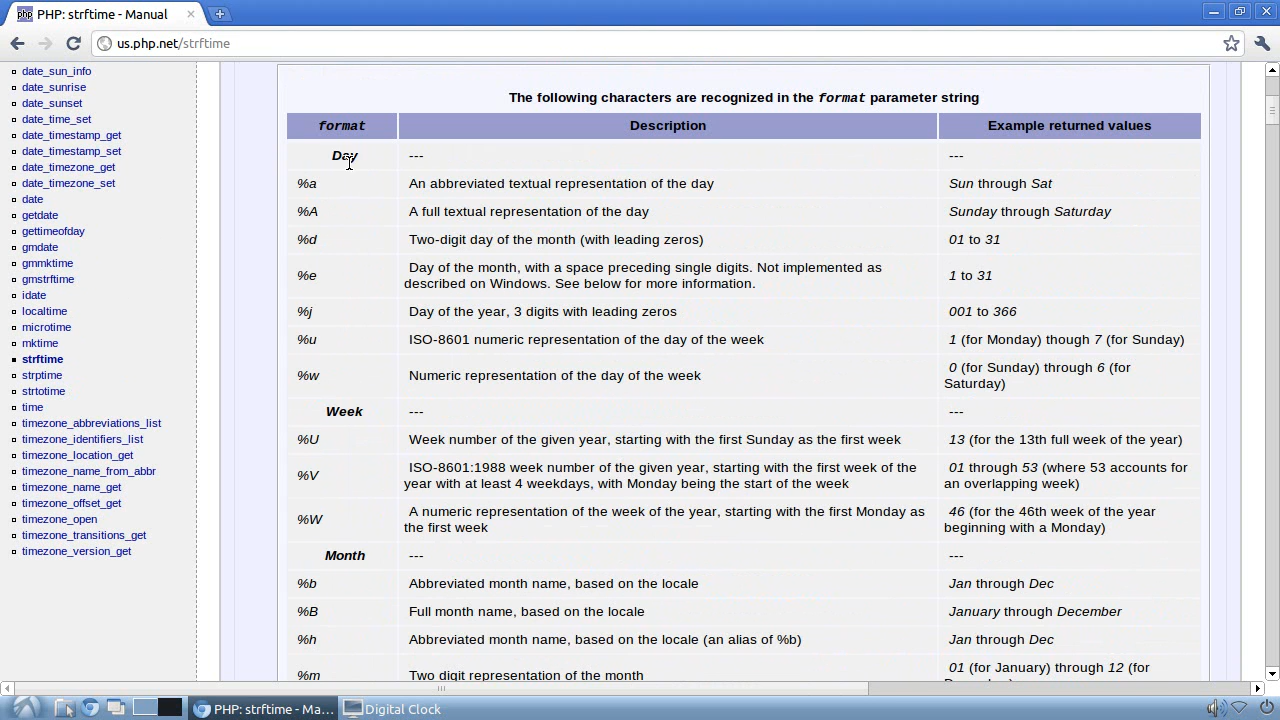 PHP: strftime - Manual
us.php.net/strftime
date_sun_info
date_sunrise
date_sunset
date_time_set
date_timestamp_get
date_timestamp_set
date_timezone_get
date_timezone_set
date
getdate
gettimeofday
gmdate
gmmktime
gmstrftime
idate
localtime
microtime
mktime
strftime
strptime
strtotime
time
timezone_abbreviations_list
timezone_identifiers_list
timezone_location_get
timezone_name_from_abbr
timezone_name_get
timezone_offset_get
timezone_open
timezone_transitions_get
timezone_version_get
The following characters are recognized in the format parameter string
format Description Example returned values
Day --- ---
%a An abbreviated textual representation of the day Sun through Sat
%A A full textual representation of the day Sunday through Saturday
%d Two-digit day of the month (with leading zeros) 01 to 31
%e Day of the month, with a space preceding single digits. Not implemented as
described on Windows. See below for more information. 1 to 31
%j Day of the year, 3 digits with leading zeros 001 to 366
%u ISO-8601 numeric representation of the day of the week 1 (for Monday) though 7 (for Sunday)
%w Numeric representation of the day of the week 0 (for Sunday) through 6 (for
Saturday)
Week --- ---
%U Week number of the given year, starting with the first Sunday as the first week 13 (for the 13th full week of the year)
%V ISO-8601:1988 week number of the given year, starting with the first week of the
year with at least 4 weekdays, with Monday being the start of the week 01 through 53 (where 53 accounts for
an overlapping week)
%W A numeric representation of the week of the year, starting with the first Monday as
the first week 46 (for the 46th week of the year
beginning with a Monday)
Month --- ---
%b Abbreviated month name, based on the locale Jan through Dec
%B Full month name, based on the locale January through December
%h Abbreviated month name, based on the locale (an alias of %b) Jan through Dec
%m Two digit representation of the month 01 (for January) through 12 (for
PHP: strftime - Ma... Digital Clock